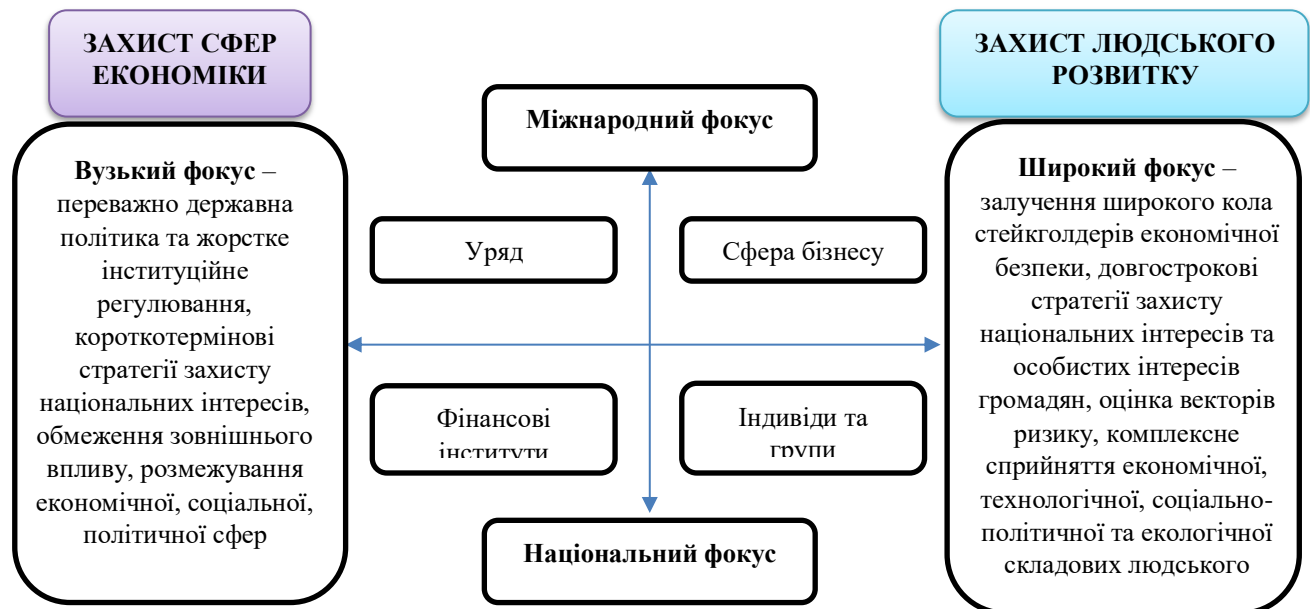 ЗАХИСТ СФЕР
ЕКОНОМІКИ
Вузький фокус –
переважно державна
політика та жорстке
інституційне
регулювання,
короткотермінові
стратегії захисту
національних інтересів,
обмеження зовнішнього
впливу, розмежування
економічної, соціальної,
політичної сфер
Міжнародний фокус
Уряд
Сфера бізнесу
Фінансові
інститути
Індивіди та
групи
Національний фокус
ЗАХИСТ ЛЮДСЬКОГО
РОЗВИТКУ
Широкий фокус –
залучення широкого кола
стейкголдерів економічної
безпеки, довгострокові
стратегії захисту
національних інтересів та
особистих інтересів
громадян, оцінка векторів
ризику, комплексне
сприйняття економічної,
технологічної, соціально-
політичної та екологічної
складових людського